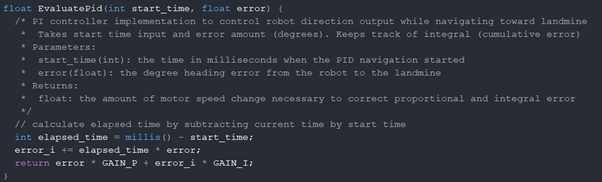 float EvaluatePid(int start_time, float error) {
/* PI controller implementation to control robot direction output while navigating toward landmine
* Takes start time input and error amount (degrees). Keeps track of integral (cumulative error)
* Parameters:
* start_time(int): the time in milliseconds when the PID navigation started
* error(float): the degree heading error from the robot to the landmine
* Returns:
* float: the amount of motor speed change necessary to correct proportional and integral error
*/
// calculate elapsed time by subtracting current time by start time
int elapsed_time = millis() - start_time;
error_i += elapsed_time * error;
return error * GAIN_P + error_i * GAIN_I;
}